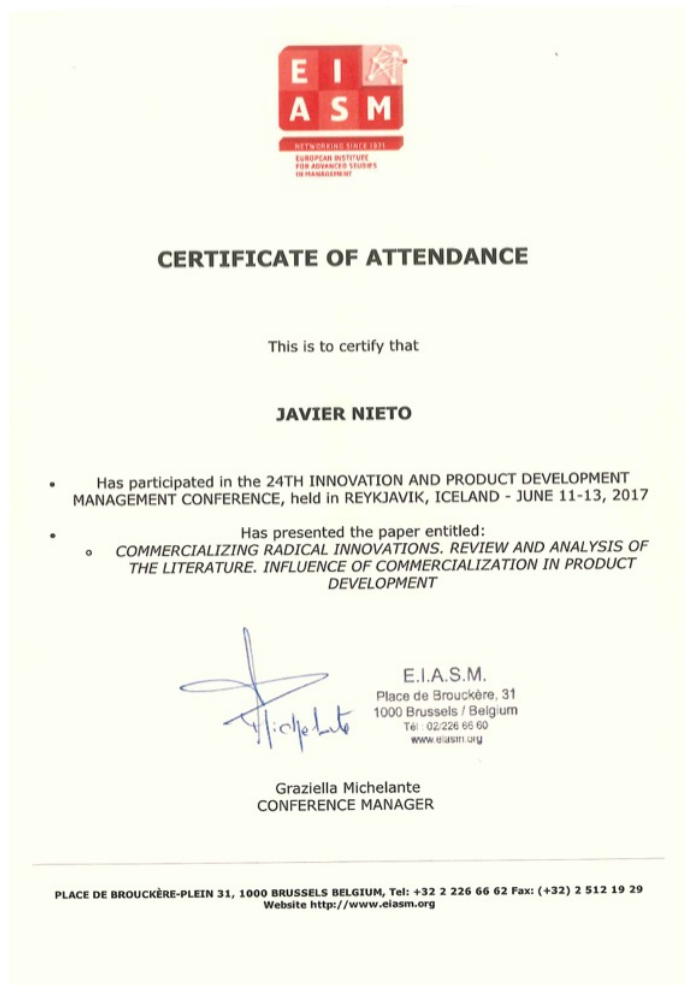 E I
A S M
NETWORKING SINCE 1971
EUROPEAN INSTITUTE
FOR ADVANCED STUDIES
IN MANAGEMENT
CERTIFICATE OF ATTENDANCE
This is to certify that
JAVIER NIETO
• Has participated in the 24TH INNOVATION AND PRODUCT DEVELOPMENT
MANAGEMENT CONFERENCE, held in REYKJAVIK, ICELAND - JUNE 11-13, 2017
• Has presented the paper entitled:
o COMMERCIALIZING RADICAL INNOVATIONS. REVIEW AND ANALYSIS OF
THE LITERATURE. INFLUENCE OF COMMERCIALIZATION IN PRODUCT
DEVELOPMENT
Michelante
E.I.A.S.M.
Place de Brouckère, 31
1000 Brussels / Belgium
Tél : 02/226 66 60
www.eiasm.org
Graziella Michelante
CONFERENCE MANAGER
PLACE DE BROUCKÈRE-PLEIN 31, 1000 BRUSSELS BELGIUM, Tel: +32 2 226 66 62 Fax: (+32) 2 512 19 29
Website http://www.eiasm.org